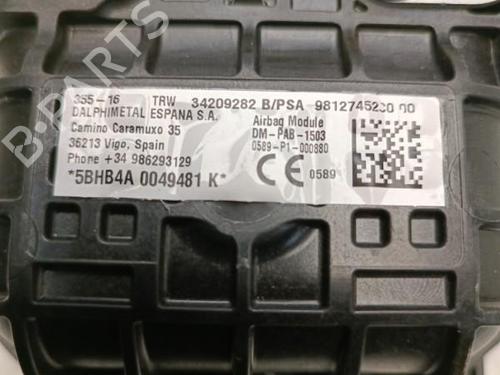 B-PARTS
355-16 TRW 34209282 B/PSA 9812745280 00
DALPHIMETAL ESPANA S.A.
Camino Caramuxo 35
36213 Vigo, Spain
Phone +34 986293129
*5BHB4A 0049481 K*
Airbag Module
DM-PAB-1503
0589-P1-000880
CE 0589